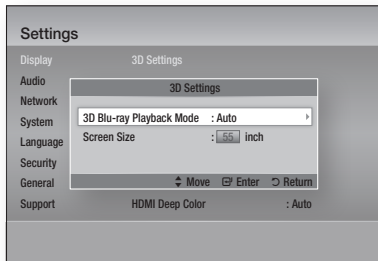 Settings
Display 3D Settings
Audio
3D Settings
Network
3D Blu-ray Playback Mode : Auto
System
Screen Size : 55 inch
Language
Security
General
Move Enter Return
Support HDMI Deep Color : Auto